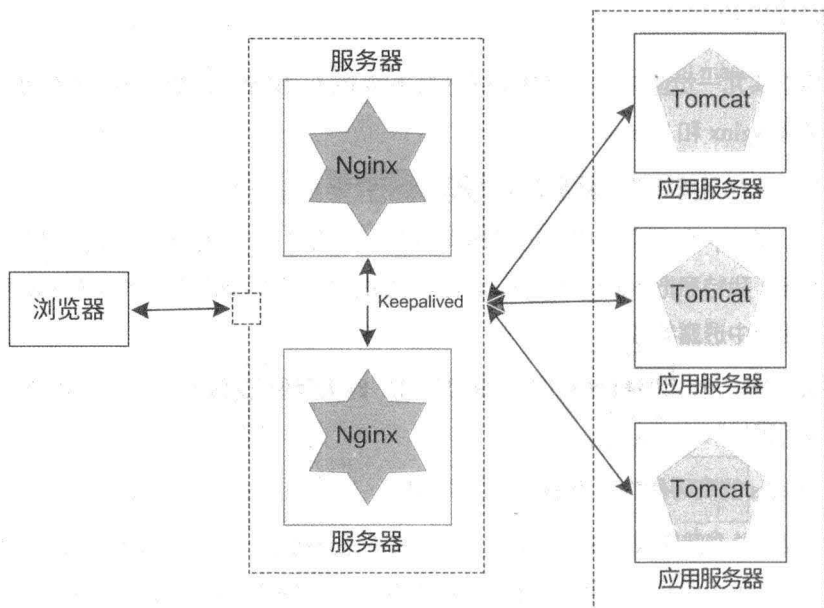 服务器
Nginx
浏览器
Keepalived
Nginx
服务器
Tomcat
应用服务器
Tomcat
应用服务器
Tomcat
应用服务器